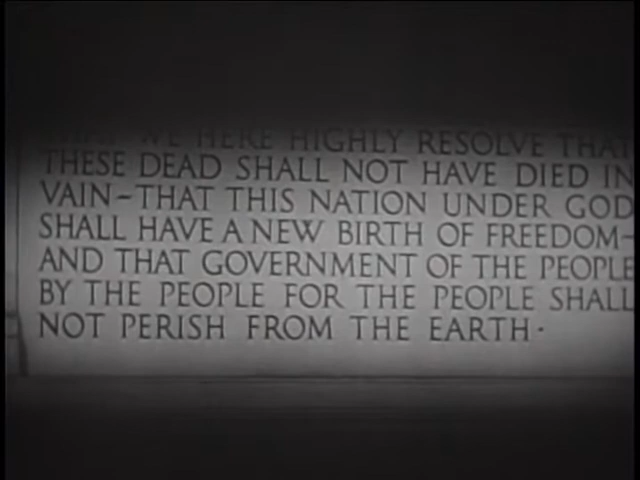 THAT WE HERE HIGHLY RESOLVE THAT
THESE DEAD SHALL NOT HAVE DIED IN
VAIN–THAT THIS NATION UNDER GOD
SHALL HAVE A NEW BIRTH OF FREEDOM–
AND THAT GOVERNMENT OF THE PEOPLE
BY THE PEOPLE FOR THE PEOPLE SHALL
NOT PERISH FROM THE EARTH·